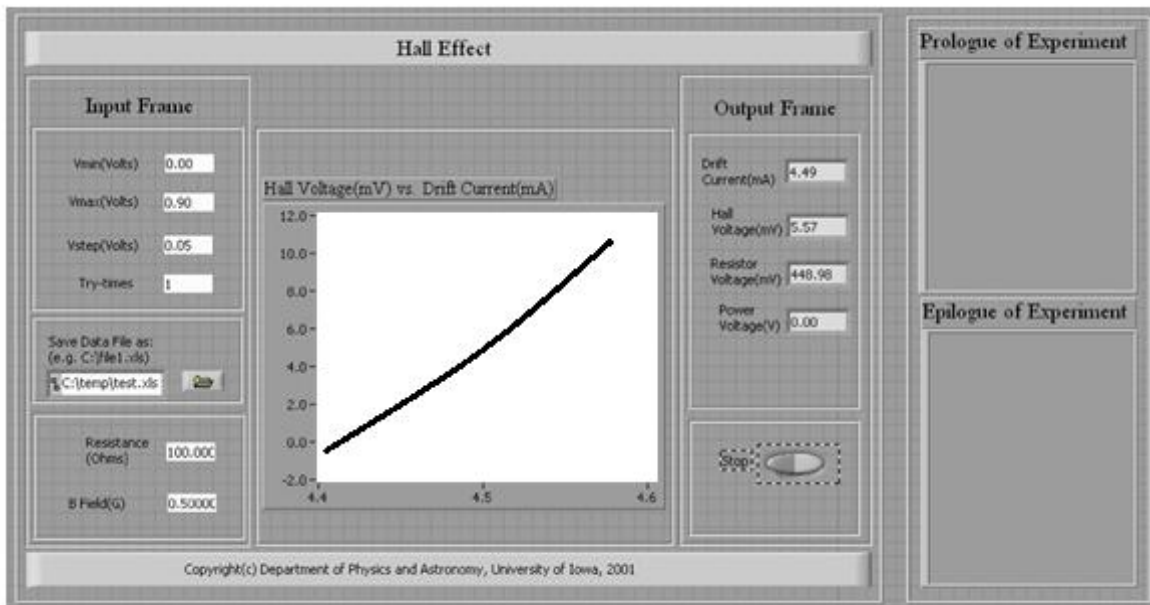 Hall Effect
Input Frame
Vmin(Volts) 0.00
Vmax(Volts) 0.90
Vstep(Volts) 0.05
Try-times 1
Save Data File as:
(e.g. C:\file1.xls)
C:\temp\test.xls
Resistance
(Ohms) 100.000
B Field(G) 0.50000
Hall Voltage(mV) vs. Drift Current(mA)
12.0
10.0
8.0
6.0
4.0
2.0
0.0
-2.0
4.4 4.5 4.6
Output Frame
Drift
Current(mA) 4.49
Hall
Voltage(mV) 5.57
Resistor
Voltage(mV) 448.98
Power
Voltage(V) 0.00
Stop
Copyright(c) Department of Physics and Astronomy, University of Iowa, 2001
Prologue of Experiment
Epilogue of Experiment